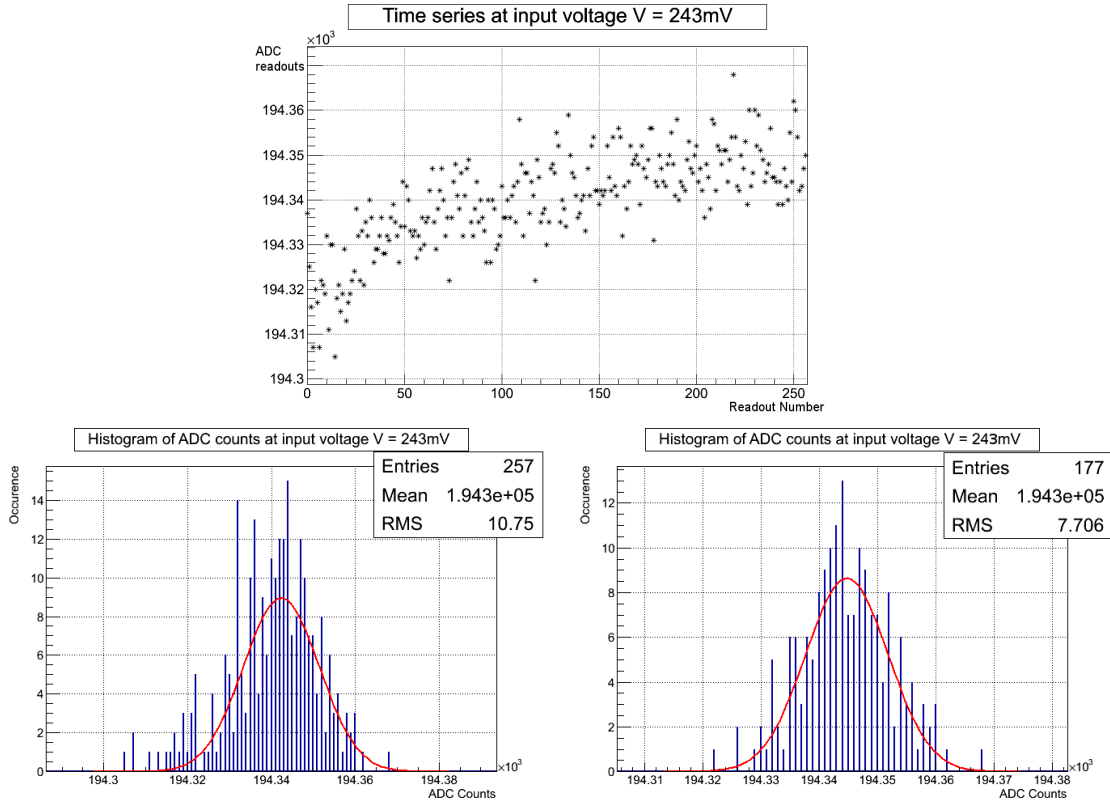 Time series at input voltage V = 243mV
×10³
ADC
readouts
194.36
194.35
194.34
194.33
194.32
194.31
194.3
0 50 100 150 200 250
Readout Number
Histogram of ADC counts at input voltage V = 243mV
Occurence
Entries 257
Mean 1.943e+05
RMS 10.75
14
12
10
8
6
4
2
0
194.3 194.32 194.34 194.36 194.38
×10³
ADC Counts
Histogram of ADC counts at input voltage V = 243mV
Occurence
Entries 177
Mean 1.943e+05
RMS 7.706
12
10
8
6
4
2
0
194.31 194.32 194.33 194.34 194.35 194.36 194.37 194.38
×10³
ADC Counts